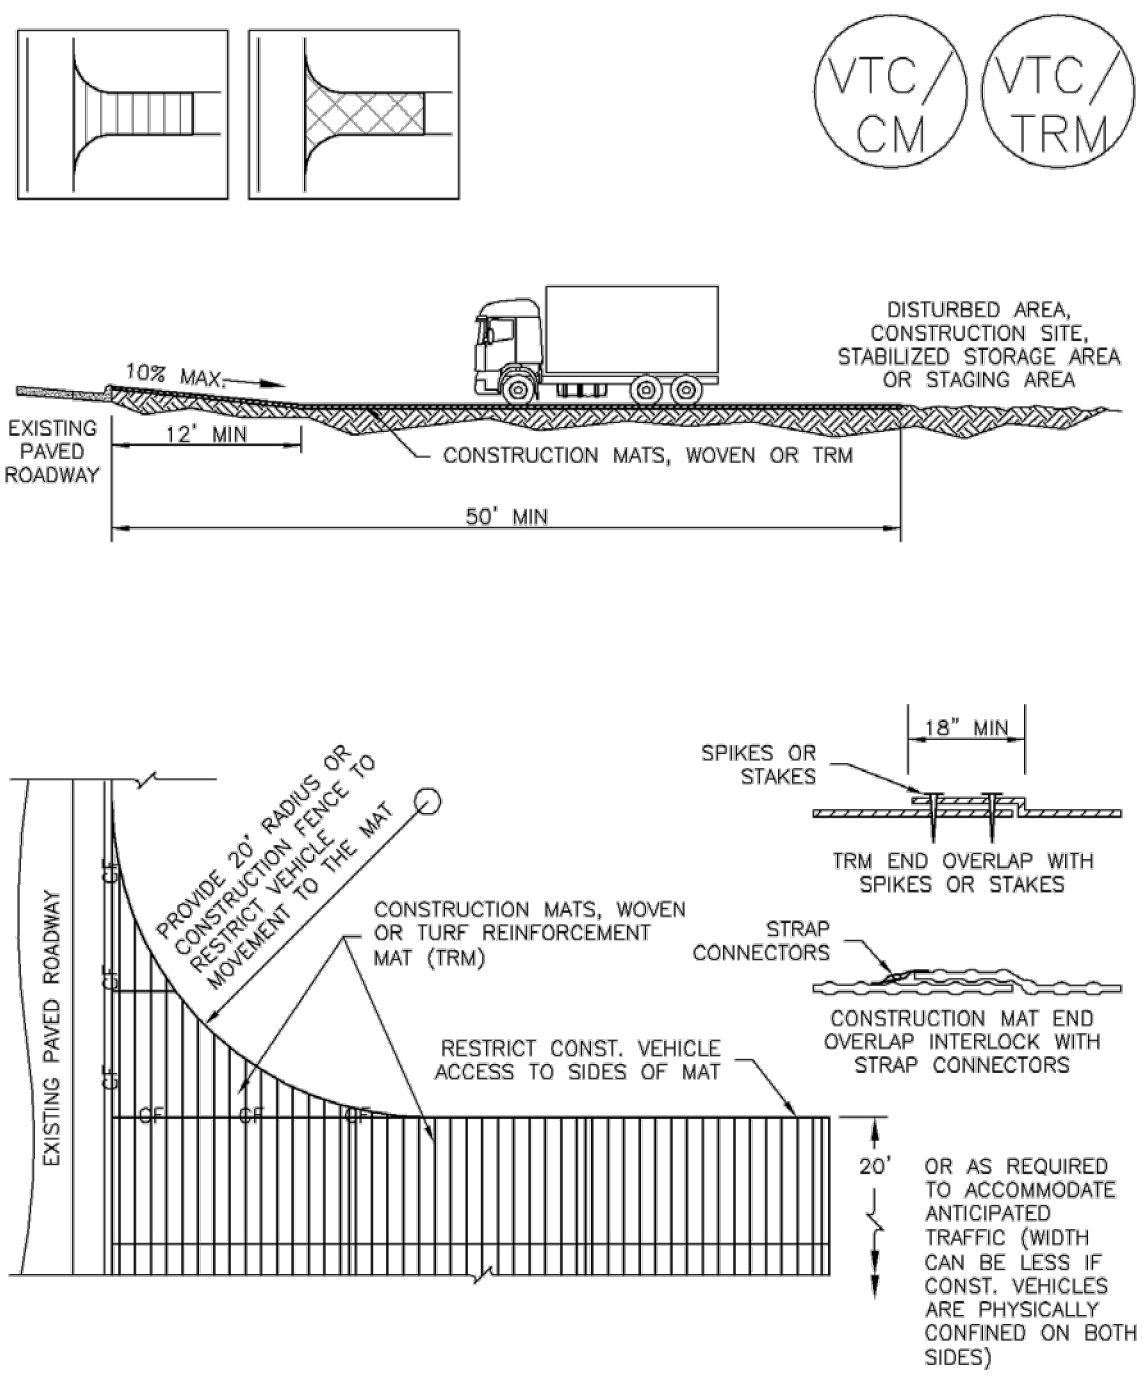 VTC/
CM
VTC/
TRM
10% MAX.
DISTURBED AREA,
CONSTRUCTION SITE,
STABILIZED STORAGE AREA
OR STAGING AREA
EXISTING
PAVED
ROADWAY
12' MIN
CONSTRUCTION MATS, WOVEN OR TRM
50' MIN
18" MIN
SPIKES OR
STAKES
TRM END OVERLAP WITH
SPIKES OR STAKES
STRAP
CONNECTORS
CONSTRUCTION MAT END
OVERLAP INTERLOCK WITH
STRAP CONNECTORS
PROVIDE 20' RADIUS OR
CONSTRUCTION FENCE TO
RESTRICT VEHICLE
MOVEMENT TO THE MAT
CONSTRUCTION MATS, WOVEN
OR TURF REINFORCEMENT
MAT (TRM)
RESTRICT CONST. VEHICLE
ACCESS TO SIDES OF MAT
EXISTING PAVED ROADWAY
CF
CF
CF
CF
CF
CF
20'
OR AS REQUIRED
TO ACCOMMODATE
ANTICIPATED
TRAFFIC (WIDTH
CAN BE LESS IF
CONST. VEHICLES
ARE PHYSICALLY
CONFINED ON BOTH
SIDES)